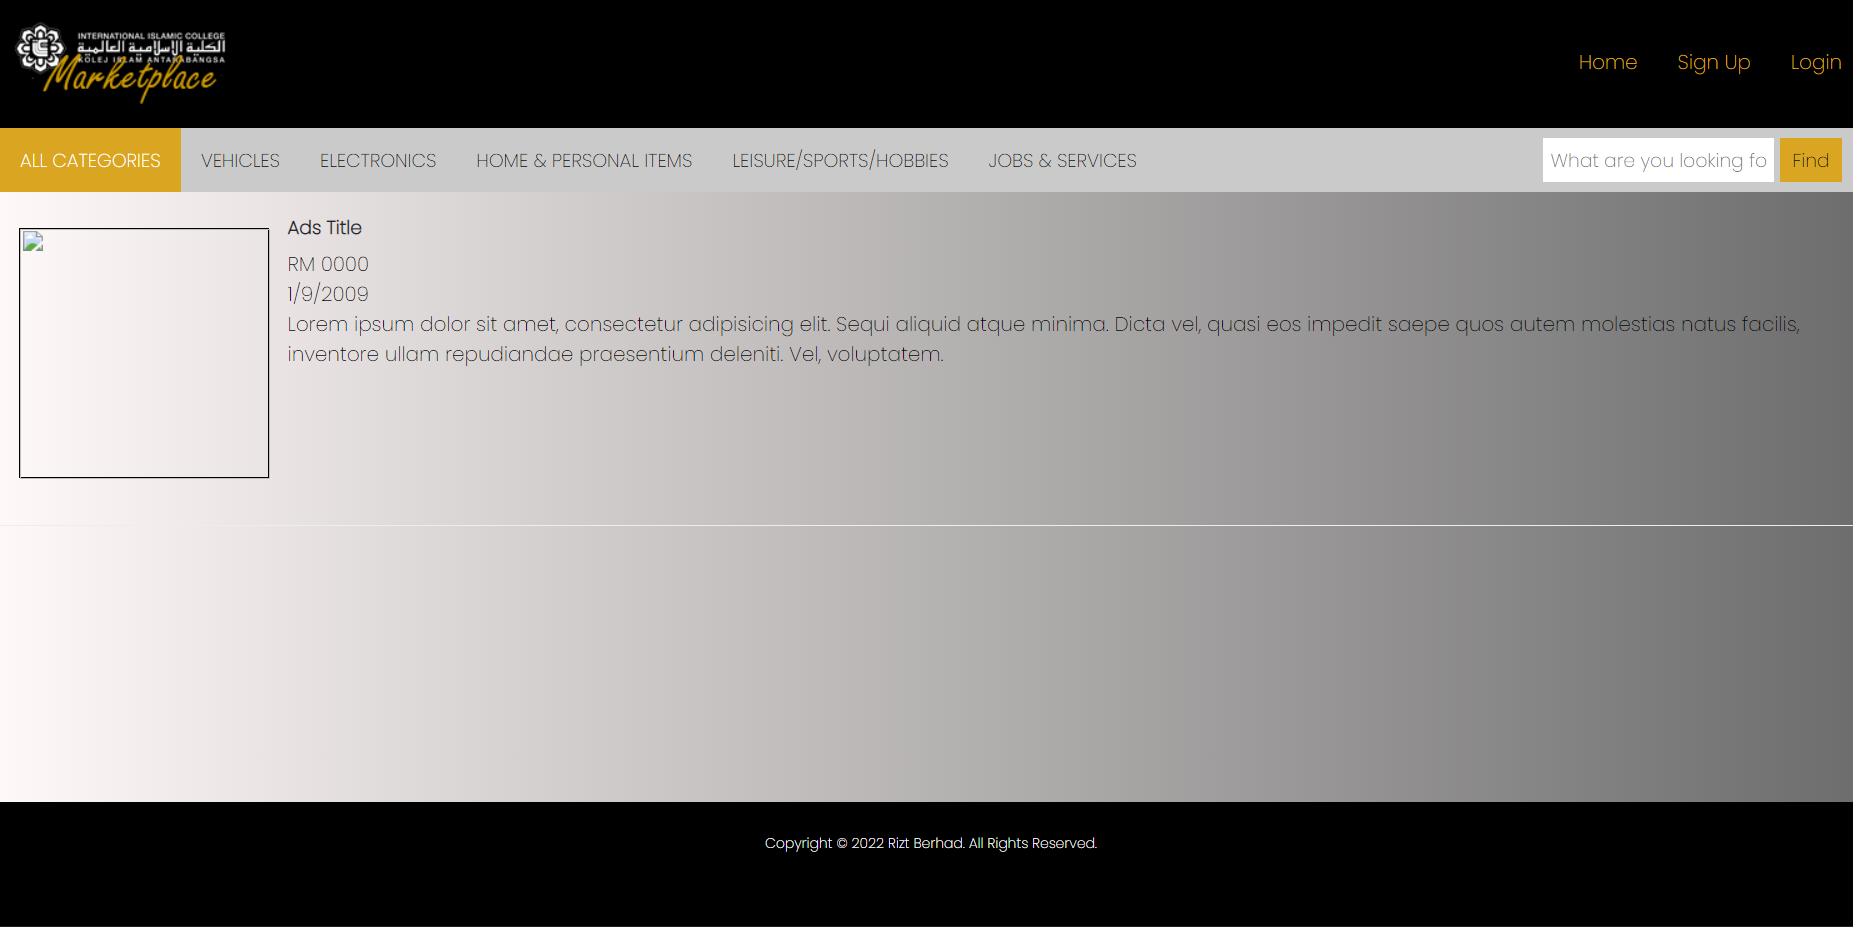 INTERNATIONAL ISLAMIC COLLEGE
الكلية الإسلامية العالمية
KOLEJ ISLAM ANTARABANGSA
Marketplace
Home Sign Up Login
ALL CATEGORIES VEHICLES ELECTRONICS HOME & PERSONAL ITEMS LEISURE/SPORTS/HOBBIES JOBS & SERVICES What are you looking fo Find
Ads Title
RM 0000
1/9/2009
Lorem ipsum dolor sit amet, consectetur adipisicing elit. Sequi aliquid atque minima. Dicta vel, quasi eos impedit saepe quos autem molestias natus facilis,
inventore ullam repudiandae praesentium deleniti. Vel, voluptatem.
Copyright © 2022 Rizt Berhad. All Rights Reserved.